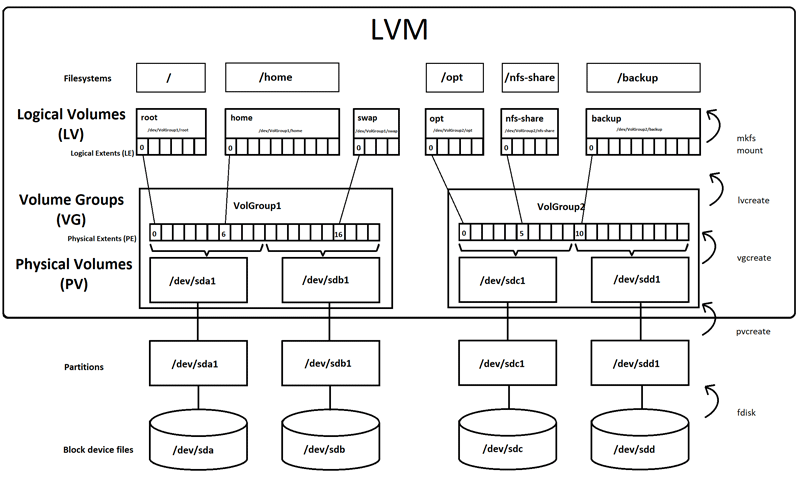 LVM
Filesystems
/
/home
/opt
/nfs-share
/backup
Logical Volumes
(LV)
Logical Extents (LE)
root
/dev/VolGroup1/root
0
home
/dev/VolGroup1/home
0
swap
/dev/VolGroup1/swap
0
opt
/dev/VolGroup2/opt
0
nfs-share
/dev/VolGroup2/nfs-share
0
backup
/dev/VolGroup2/backup
0
mkfs
mount
Volume Groups
(VG)
Physical Extents (PE)
VolGroup1
0 6 16
VolGroup2
0 5 10
lvcreate
Physical Volumes
(PV)
/dev/sda1
/dev/sdb1
/dev/sdc1
/dev/sdd1
vgcreate
pvcreate
Partitions
/dev/sda1
/dev/sdb1
/dev/sdc1
/dev/sdd1
fdisk
Block device files
/dev/sda
/dev/sdb
/dev/sdc
/dev/sdd